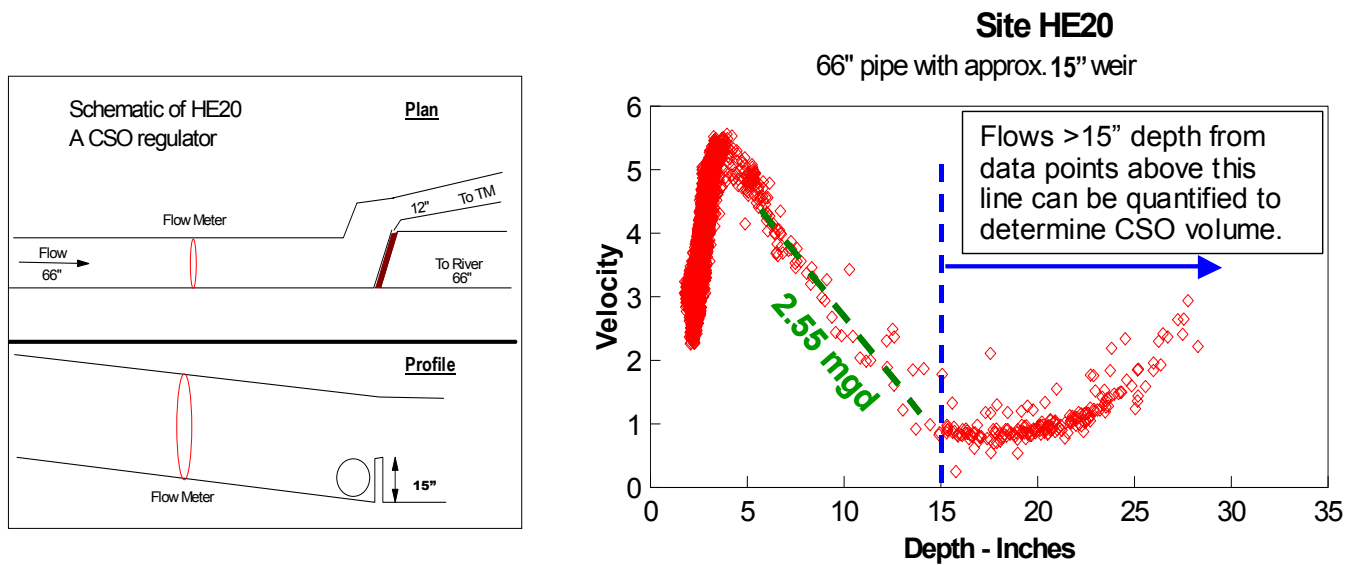 Schematic of HE20
A CSO regulator
Plan
Flow Meter
12"
To TM
Flow
66"
To River
66"
Profile
15”
Flow Meter
Site HE20
66" pipe with approx. 15” weir
Velocity
6
5
4
3
2
1
0
Flows >15” depth from
data points above this
line can be quantified to
determine CSO volume.
2.55 mgd
0 5 10 15 20 25 30 35
Depth - Inches